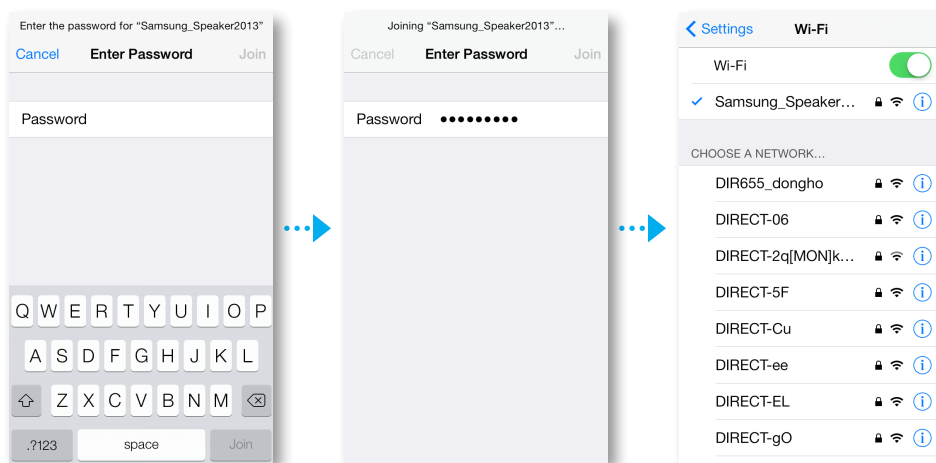 Enter the password for “Samsung_Speaker2013”
Cancel Enter Password Join
Password
Q W E R T Y U I O P
A S D F G H J K L
Z X C V B N M
.?123 space Join
Joining “Samsung_Speaker2013”...
Cancel Enter Password Join
Password •••••••••
Settings Wi-Fi
Wi-Fi
Samsung_Speaker...
CHOOSE A NETWORK...
DIR655_dongho
DIRECT-06
DIRECT-2q[MON]k...
DIRECT-5F
DIRECT-Cu
DIRECT-ee
DIRECT-EL
DIRECT-gO